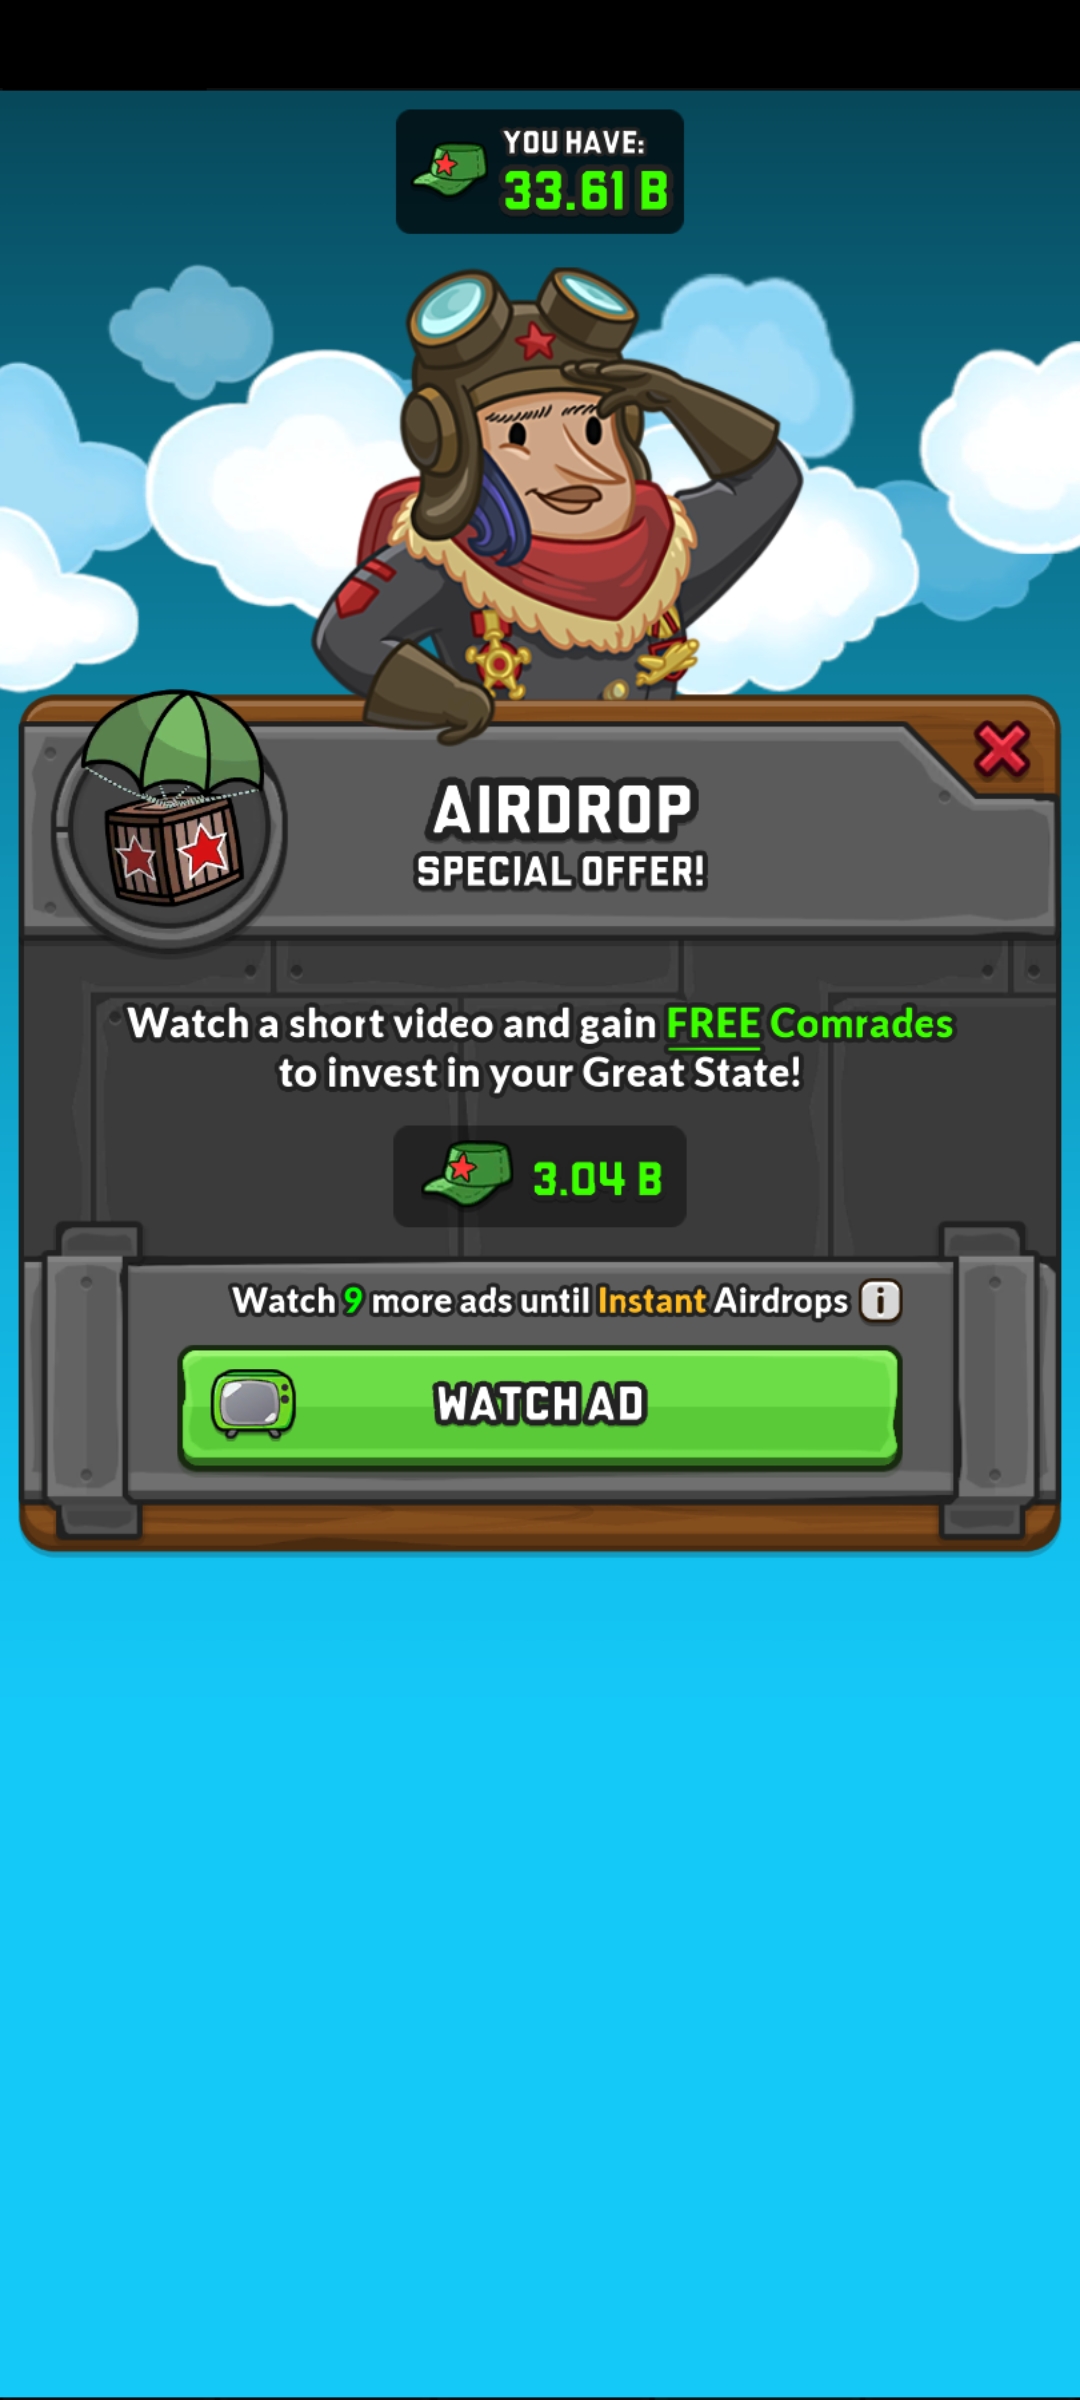 YOU HAVE:
33.61 B
AIRDROP
SPECIAL OFFER!
Watch a short video and gain FREE Comrades
to invest in your Great State!
3.04 B
Watch 9 more ads until Instant Airdrops i
WATCH AD